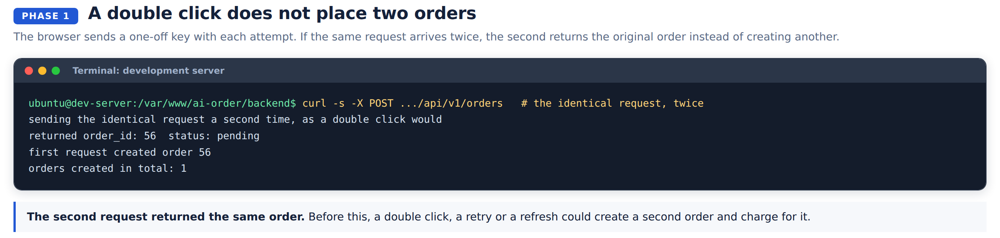 PHASE 1 A double click does not place two orders
The browser sends a one-off key with each attempt. If the same request arrives twice, the second returns the original order instead of creating another.
Terminal: development server
ubuntu@dev-server:/var/www/ai-order/backend$ curl -s -X POST .../api/v1/orders   # the identical request, twice
sending the identical request a second time, as a double click would
returned order_id: 56  status: pending
first request created order 56
orders created in total: 1
The second request returned the same order. Before this, a double click, a retry or a refresh could create a second order and charge for it.